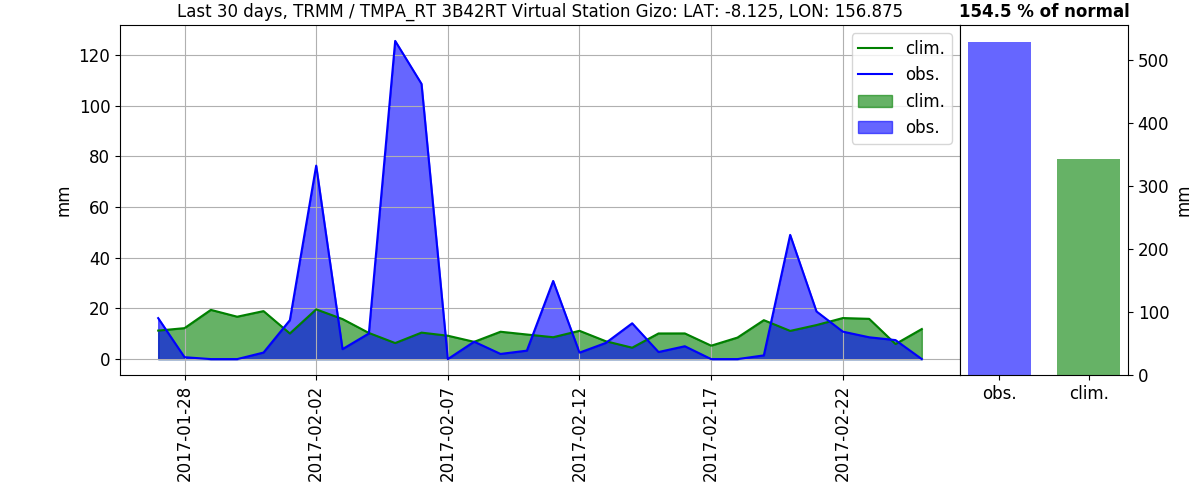 Last 30 days, TRMM / TMPA_RT 3B42RT Virtual Station Gizo: LAT: -8.125, LON: 156.875
154.5 % of normal
clim.
obs.
clim.
obs.
mm
120
100
80
60
40
20
0
2017-01-28
2017-02-02
2017-02-07
2017-02-12
2017-02-17
2017-02-22
500
400
300
200
100
0
mm
obs.
clim.